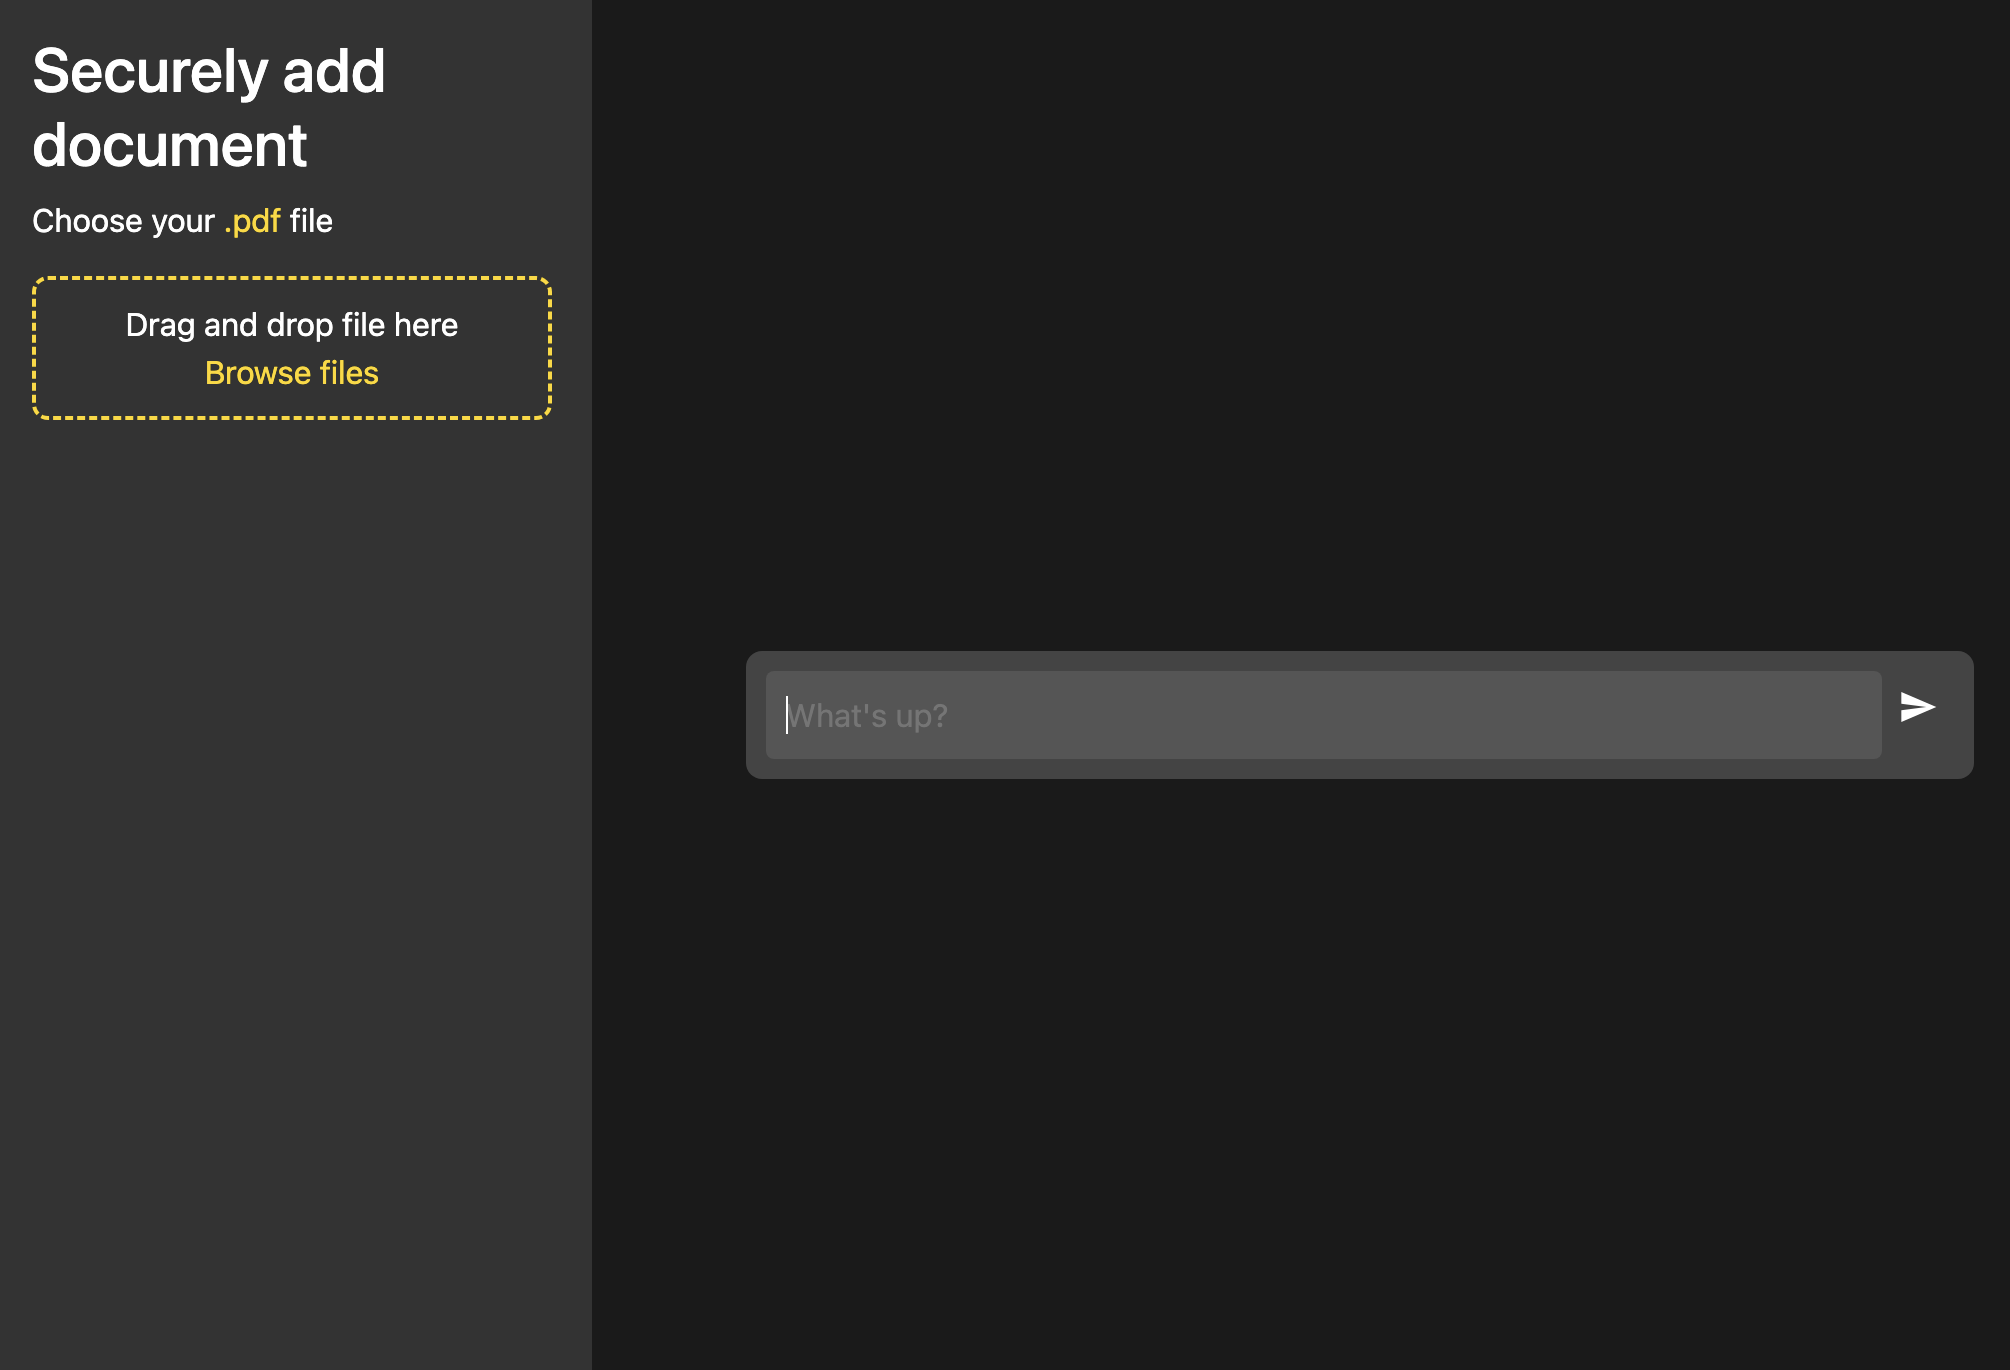 Securely add
document
Choose your .pdf file
Drag and drop file here
Browse files
What's up?